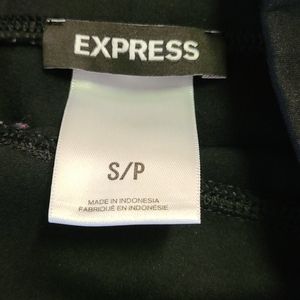 EXPRESS
S/P
MADE IN INDONESIA
FABRIQUÉ EN INDONÉSIE